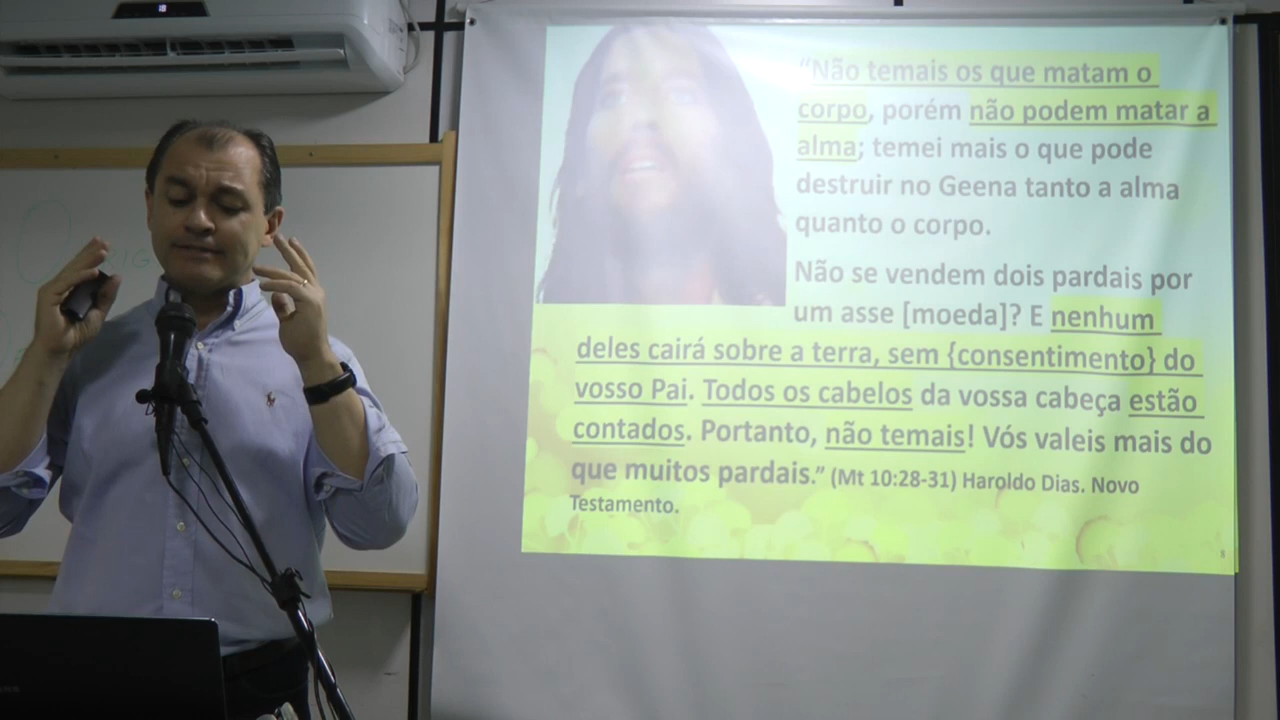 18
“Não temais os que matam o
corpo, porém não podem matar a
alma; temei mais o que pode
destruir no Geena tanto a alma
quanto o corpo.
Não se vendem dois pardais por
um asse [moeda]? E nenhum
deles cairá sobre a terra, sem {consentimento} do
vosso Pai. Todos os cabelos da vossa cabeça estão
contados. Portanto, não temais! Vós valeis mais do
que muitos pardais.” (Mt 10:28-31) Haroldo Dias. Novo
Testamento.
8